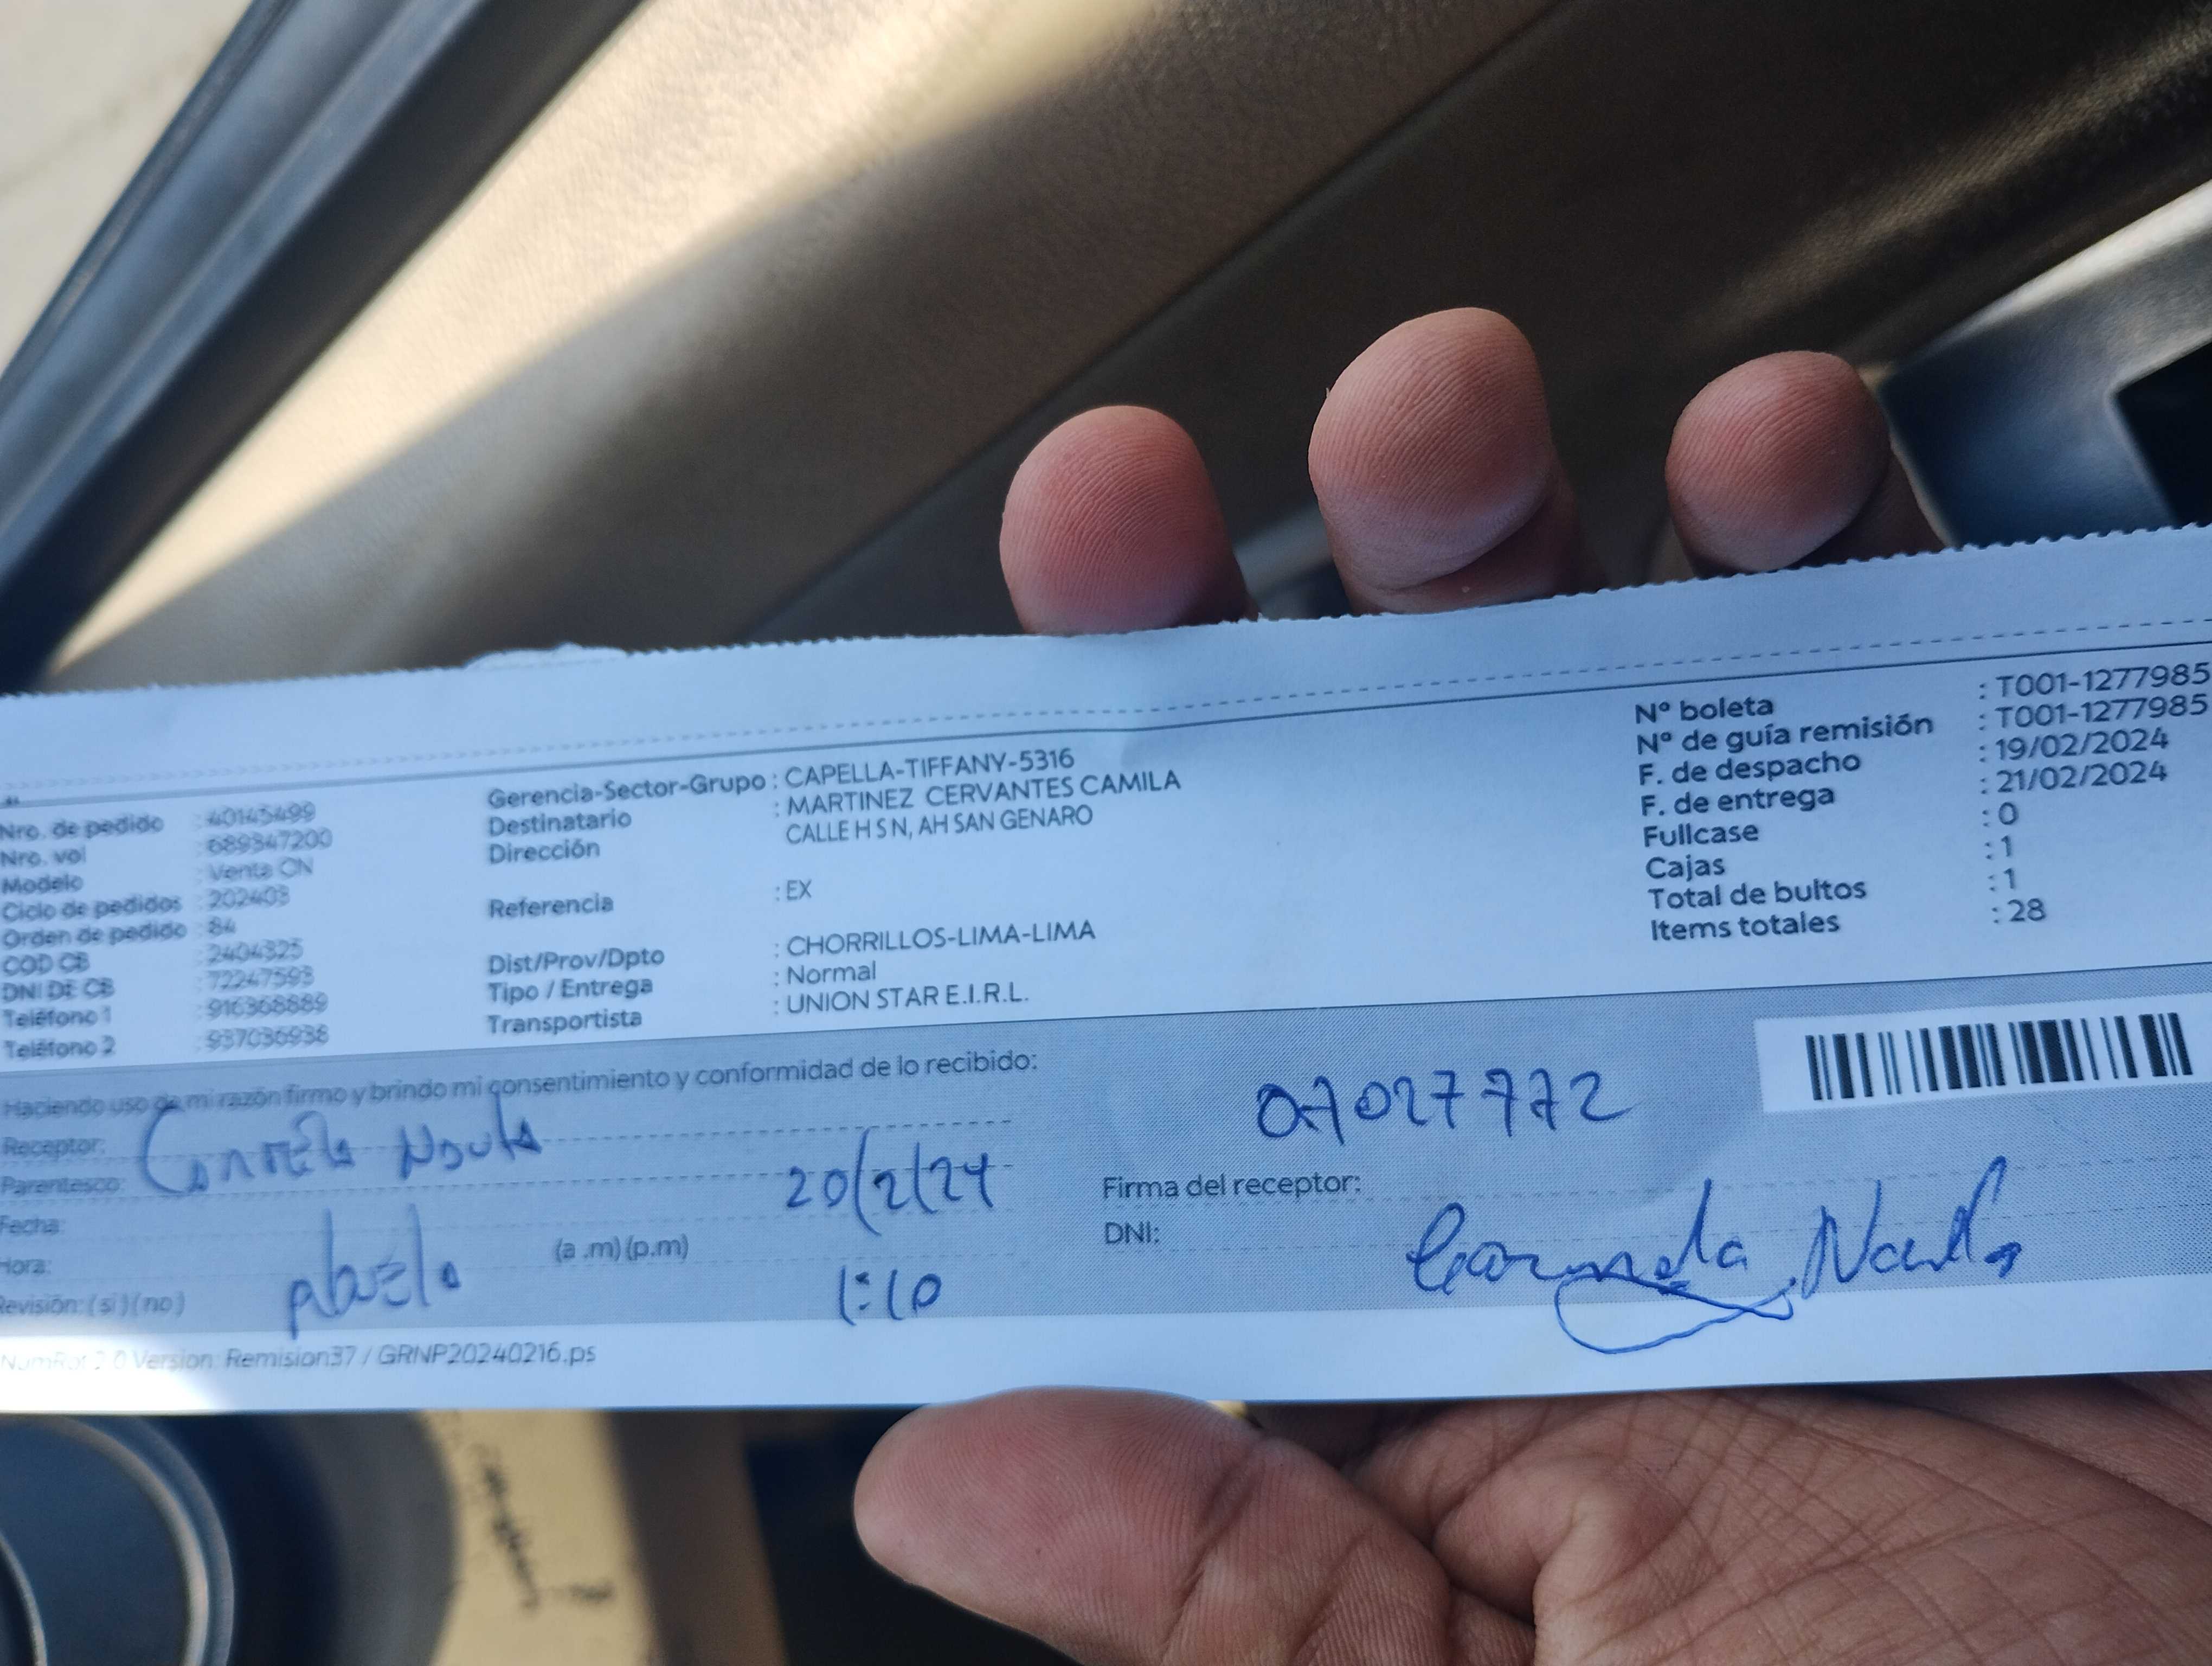 Nro. de pedido : 40145499
Nro. vol : 689347200
Modelo : Venta CN
Ciclo de pedidos : 202403
Orden de pedido : 84
COD CB : 2404325
DNI DE CB : 72247593
Teléfono 1 : 916368889
Teléfono 2 : 937036938
Gerencia-Sector-Grupo : CAPELLA-TIFFANY-5316
Destinatario : MARTINEZ CERVANTES CAMILA
Dirección CALLE H S N, AH SAN GENARO
Referencia : EX
Dist/Prov/Dpto : CHORRILLOS-LIMA-LIMA
Tipo / Entrega : Normal
Transportista : UNION STAR E.I.R.L.
Nº boleta : T001-1277985
Nº de guía remisión : T001-1277985
F. de despacho : 19/02/2024
F. de entrega : 21/02/2024
Fullcase : 0
Cajas : 1
Total de bultos : 1
Items totales : 28
Haciendo uso de mi razón firmo y brindo mi consentimiento y conformidad de lo recibido:
Receptor:
Parentesco:
Fecha: 20/2/24
Hora: Abuela (a .m) (p.m) 1:10
Revisión: ( si ) ( no )
07027772
Firma del receptor:
DNI:
NumRot 2.0 Version: Remision37 / GRNP20240216.ps